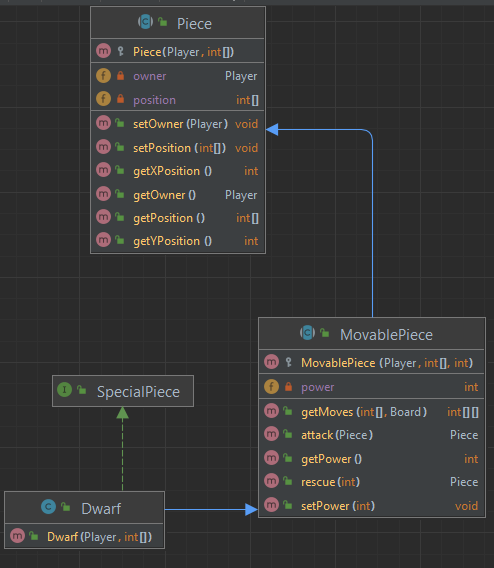 Piece
Piece(Player, int[])
owner Player
position int[]
setOwner(Player) void
setPosition(int[]) void
getXPosition() int
getOwner() Player
getPosition() int[]
getYPosition() int
MovablePiece
MovablePiece(Player, int[], int)
power int
getMoves(int[], Board) int[][]
attack(Piece) Piece
getPower() int
rescue(int) Piece
setPower(int) void
SpecialPiece
Dwarf
Dwarf(Player, int[])